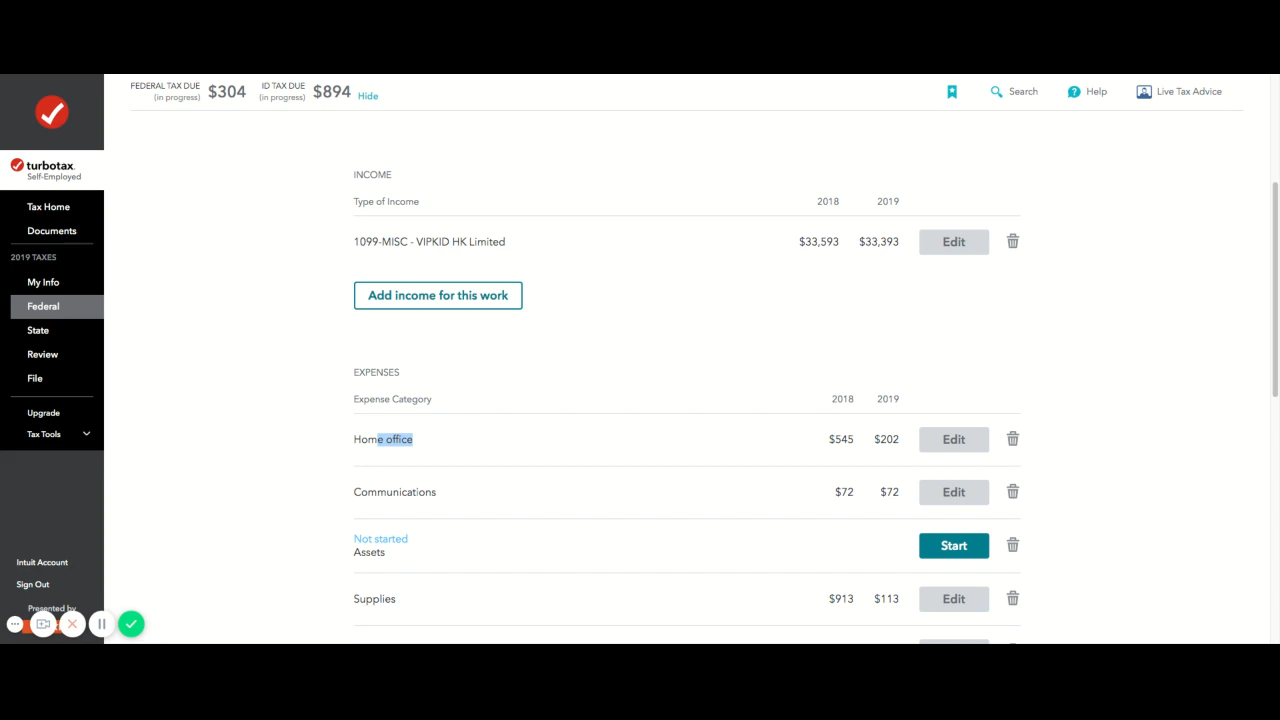 FEDERAL TAX DUE (in progress) $304 ID TAX DUE (in progress) $894 Hide
Search Help Live Tax Advice
turbotax.
Self-Employed
Tax Home
Documents
2019 TAXES
My Info
Federal
State
Review
File
Upgrade
Tax Tools
Intuit Account
Sign Out
Presented by
INCOME
Type of Income 2018 2019
1099-MISC - VIPKID HK Limited $33,593 $33,393 Edit
Add income for this work
EXPENSES
Expense Category 2018 2019
Home office $545 $202 Edit
Communications $72 $72 Edit
Not started
Assets Start
Supplies $913 $113 Edit